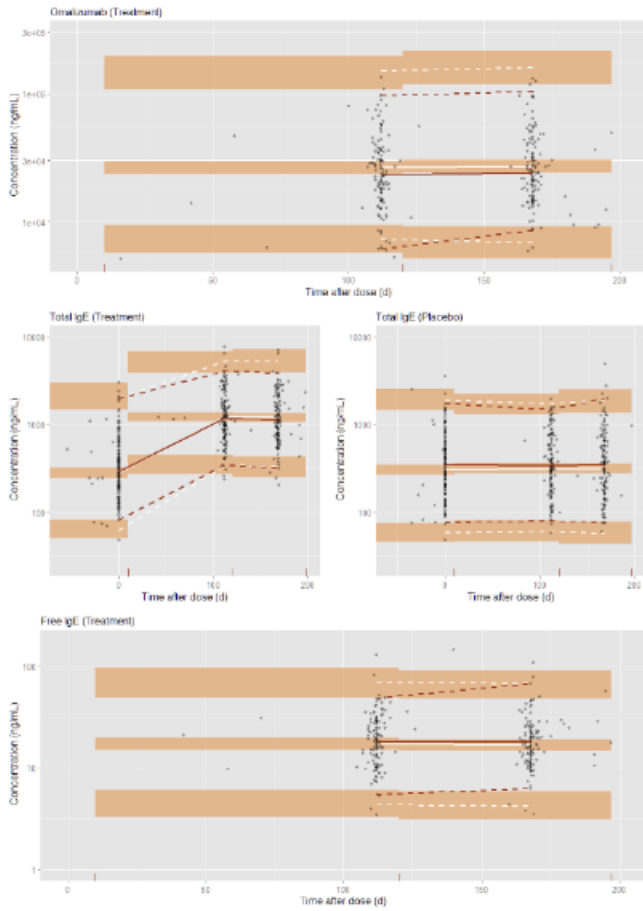 Omalizumab (Treatment)
3e+05
1e+05
3e+04
1e+04
Concentration (ng/mL)
0
50
100
150
200
Time after dose (d)
Total IgE (Treatment)
Total IgE (Placebo)
10000
1000
100
Concentration (ng/mL)
0
100
200
Time after dose (d)
10000
1000
100
Concentration (ng/mL)
0
100
200
Time after dose (d)
Free IgE (Treatment)
100
10
1
Concentration (ng/mL)
0
50
100
150
200
Time after dose (d)